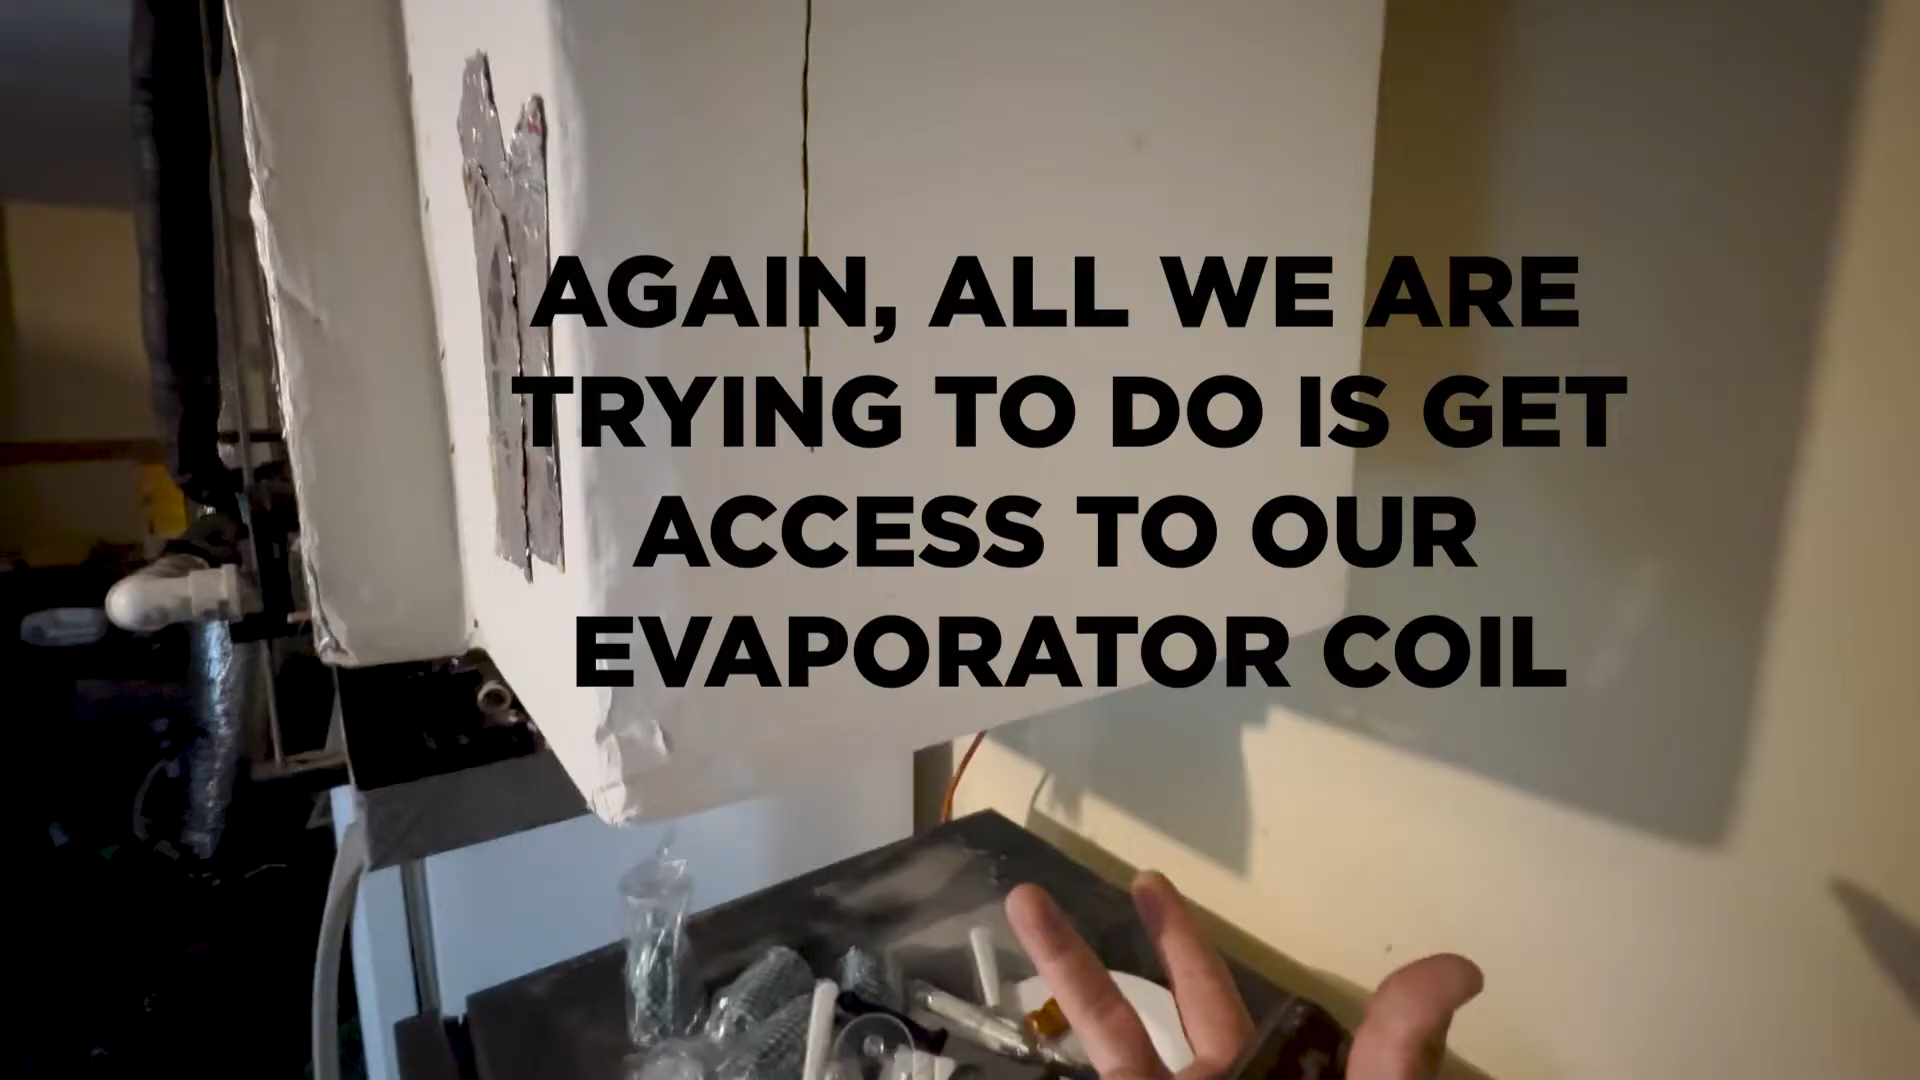 AGAIN, ALL WE ARE
TRYING TO DO IS GET
ACCESS TO OUR
EVAPORATOR COIL